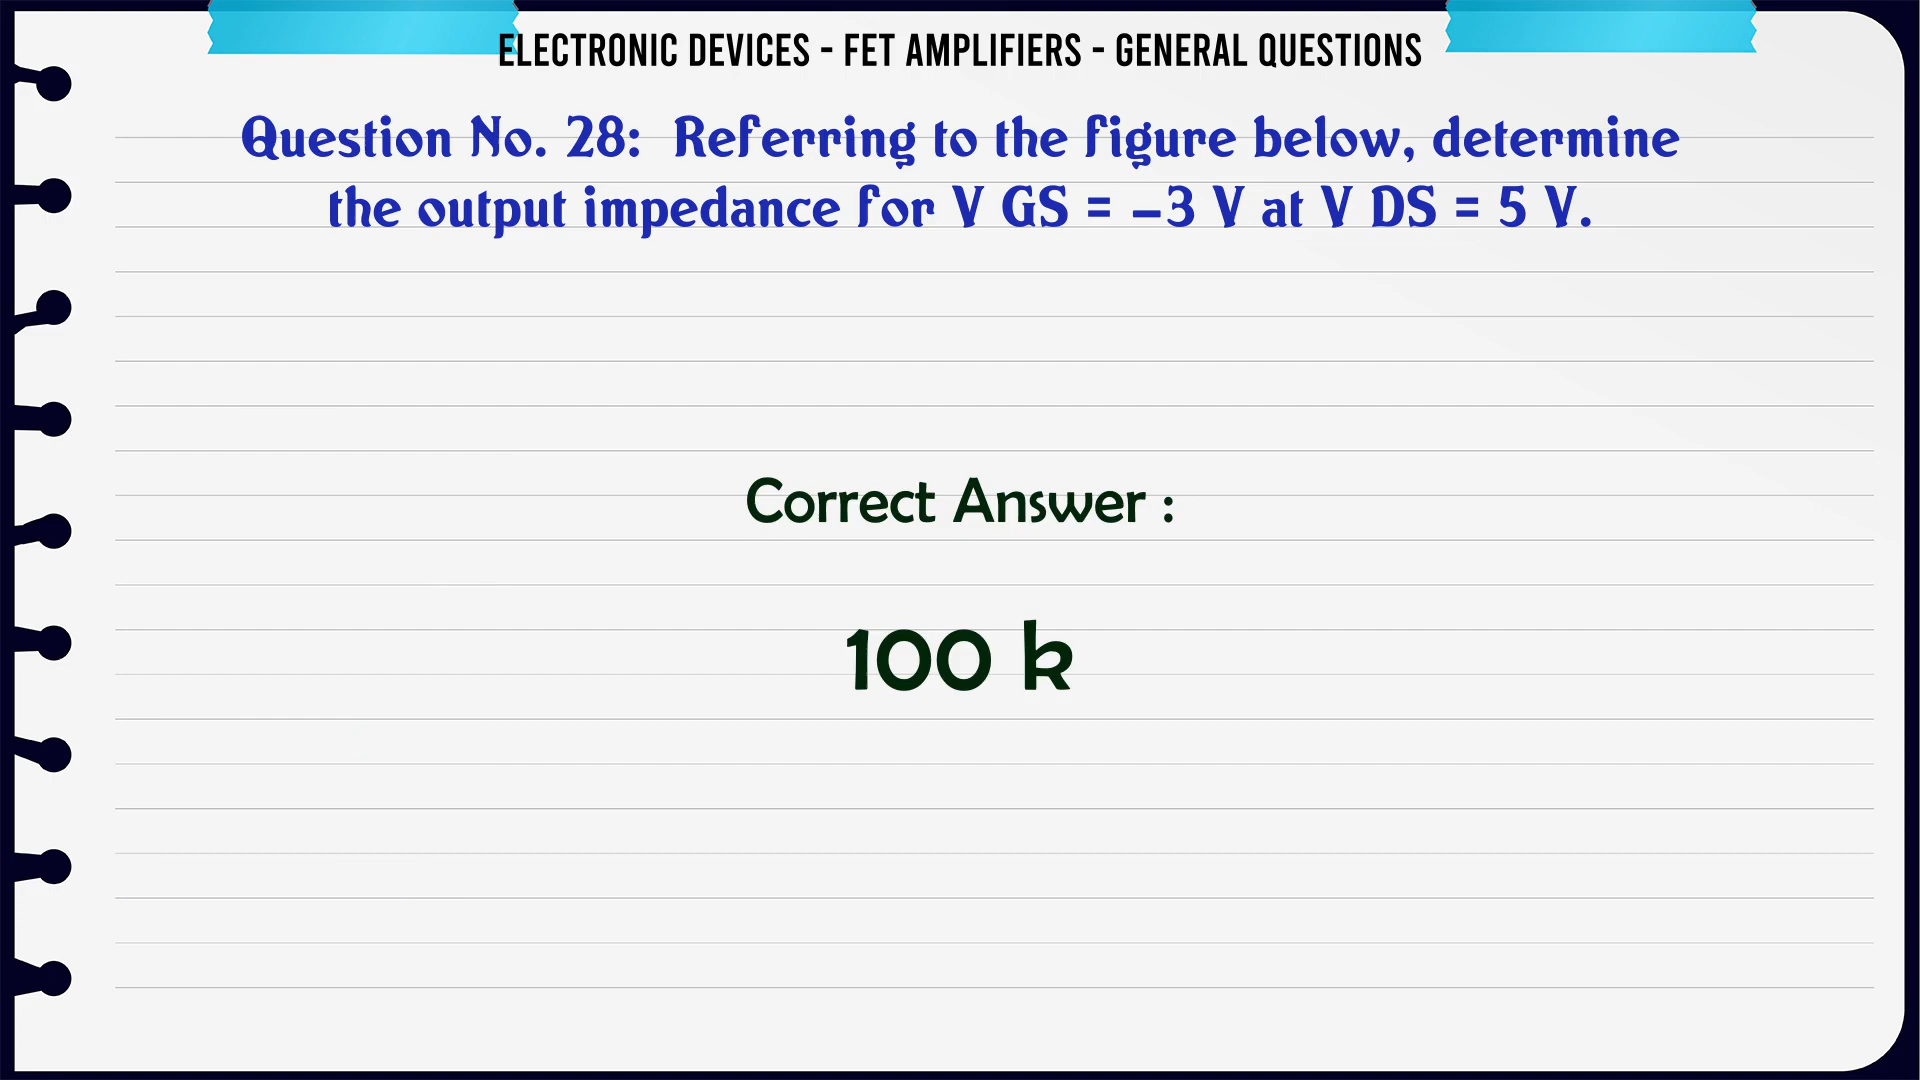 ELECTRONIC DEVICES - FET AMPLIFIERS - GENERAL QUESTIONS
Question No. 28: Referring to the figure below, determine
the output impedance for V GS = –3 V at V DS = 5 V.
Correct Answer :
100 k